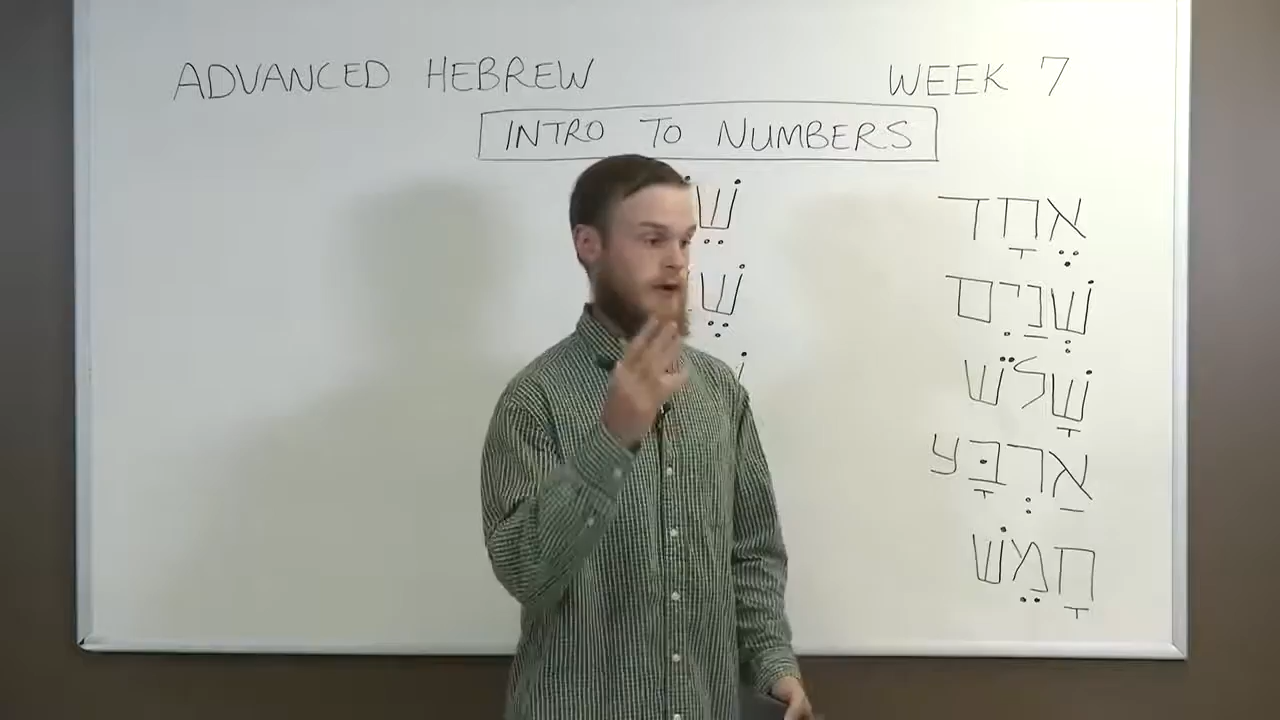 ADVANCED HEBREW
WEEK 7
INTRO TO NUMBERS
אֶחָד
שְׁנַיִם
שָׁלֹשׁ
אַרְבָּע
חָמֵשׁ